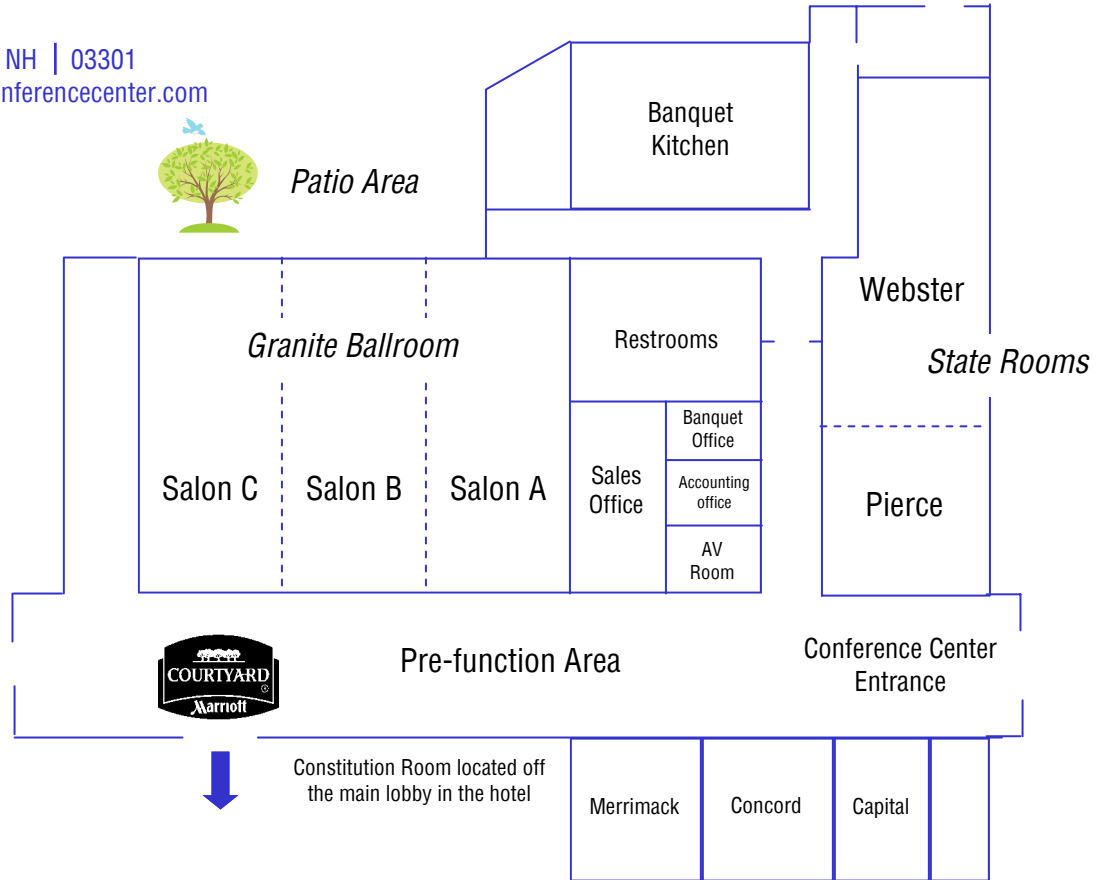 NH | 03301
nferencecenter.com
Banquet
Kitchen
Patio Area
Webster
Granite Ballroom
Restrooms
State Rooms
Banquet
Office
Salon C
Salon B
Salon A
Sales
Office
Accounting
office
Pierce
AV
Room
COURTYARD
Marriott
Pre-function Area
Conference Center
Entrance
Constitution Room located off
the main lobby in the hotel
Merrimack
Concord
Capital